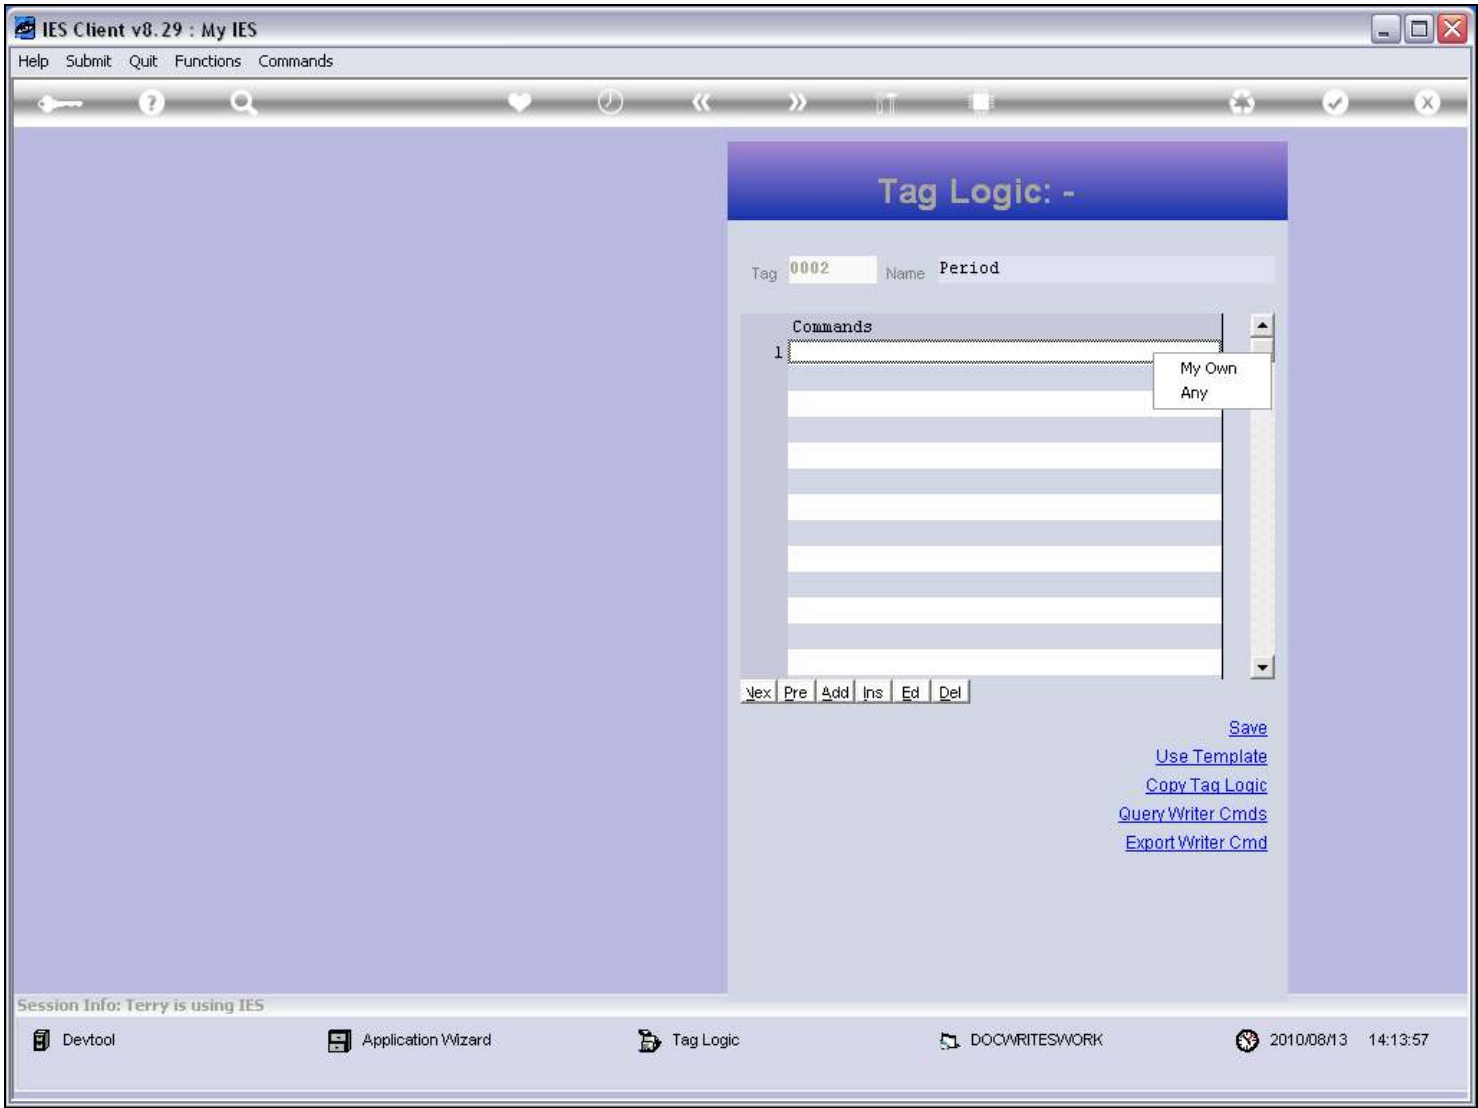 IES Client v8.29 : My IES
Help Submit Quit Functions Commands
Tag Logic: -
Tag 0002 Name Period
Commands
1
My Own
Any
Nex Pre Add Ins Ed Del
Save
Use Template
Copy Tag Logic
Query Writer Cmds
Export Writer Cmd
Session Info: Terry is using IES
Devtool Application Wizard Tag Logic DOCWRITESWORK 2010/08/13 14:13:57